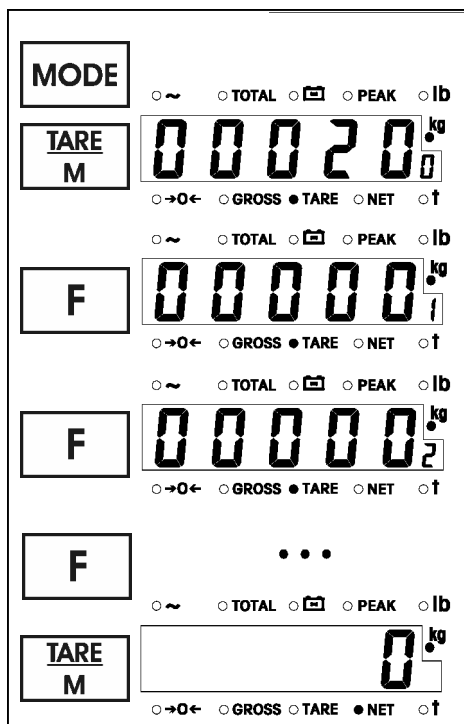 MODE
~ TOTAL PEAK lb
TARE
M
00020 0 kg
→0← GROSS TARE NET t
~ TOTAL PEAK lb
F
00000 1 kg
→0← GROSS TARE NET t
~ TOTAL PEAK lb
F
00000 2 kg
→0← GROSS TARE NET t
F
...
~ TOTAL PEAK lb
TARE
M
0 kg
→0← GROSS TARE NET t